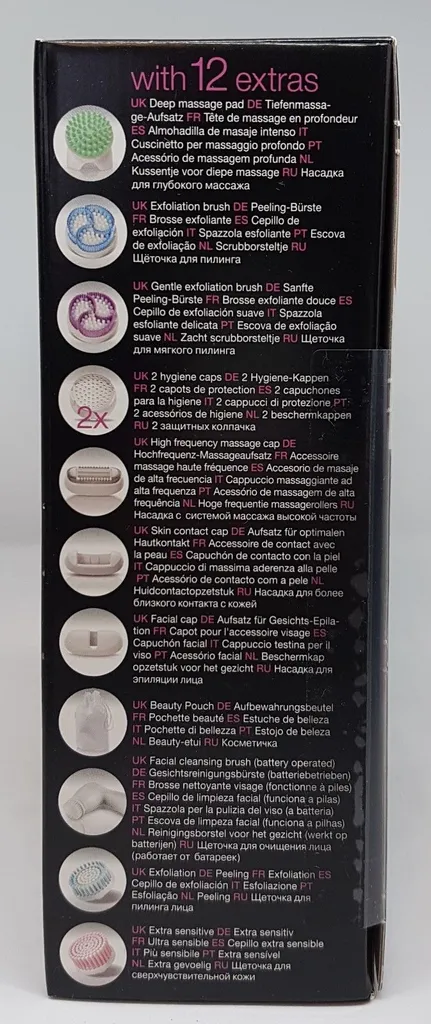 with 12 extras
UK Deep massage pad DE Tiefenmassa-
ge-Aufsatz FR Tête de massage en profondeur
ES Almohadilla de masaje intenso IT
Cuscinetto per massaggio profondo PT
Acessório de massagem profunda NL
Kussentje voor diepe massage RU Насадка
для глубокого массажа
UK Exfoliation brush DE Peeling-Bürste
FR Brosse exfoliante ES Cepillo de
exfoliación IT Spazzola esfoliante PT Escova
de exfoliação NL Scrubborsteltje RU
Щёточка для пилинга
UK Gentle exfoliation brush DE Sanfte
Peeling-Bürste FR Brosse exfoliante douce ES
Cepillo de exfoliación suave IT Spazzola
esfoliante delicata PT Escova de exfoliação
suave NL Zacht scrubborsteltje RU Щеточка
для мягкого пилинга
2x
UK 2 hygiene caps DE 2 Hygiene-Kappen
FR 2 capots de protection ES 2 capuchones
para la higiene IT 2 cappucci di protezione PT
2 acessórios de higiene NL 2 beschermkappen
RU 2 защитных колпачка
UK High frequency massage cap DE
Hochfrequenz-Massageaufsatz FR Accessoire
massage haute fréquence ES Accesorio de masaje
de alta frecuencia IT Cappuccio massaggiante ad
alta frequenza PT Acessório de massagem de alta
frequência NL Hoge frequentie massagerollers RU
Насадка с системой массажа высокой частоты
UK Skin contact cap DE Aufsatz für optimalen
Hautkontakt FR Accessoire de contact avec
la peau ES Capuchón de contacto con la piel
IT Cappuccio di massima aderenza alla pelle
PT Acessório de contacto com a pele NL
Huidcontactopzetstuk RU Насадка для более
близкого контакта с кожей
UK Facial cap DE Aufsatz für Gesichts-Epila-
tion FR Capot pour l'accessoire visage ES
Capuchón facial IT Cappuccio testina per il
viso PT Acessório facial NL Beschermkap
opzetstuk voor het gezicht RU Насадка для
эпиляции лица
UK Beauty Pouch DE Aufbewahrungsbeutel
FR Pochette beauté ES Estuche de belleza
IT Pochette di bellezza PT Estojo de beleza
NL Beauty-etui RU Косметичка
UK Facial cleansing brush (battery operated)
DE Gesichtsreinigungsbürste (batteriebetrieben)
FR Brosse nettoyante visage (fonctionne à piles)
ES Cepillo de limpieza facial (funciona a pilas)
IT Spazzola per la pulizia del viso (a batteria)
PT Escova de limpeza facial (funciona a pilhas)
NL Reinigingsborstel voor het gezicht (werkt op
batterijen) RU Щеточка для очищения лица
(работает от батареек)
UK Exfoliation DE Peeling FR Exfoliation ES
Cepillo de exfoliación IT Esfoliazione PT
Esfoliação NL Peeling RU Щеточка для
пилинга лица
UK Extra sensitive DE Extra sensitiv
FR Ultra sensible ES Cepillo extra sensible
IT Più sensibile PT Extra sensível
NL Extra gevoelig RU Щеточка для
сверхчувствительной кожи